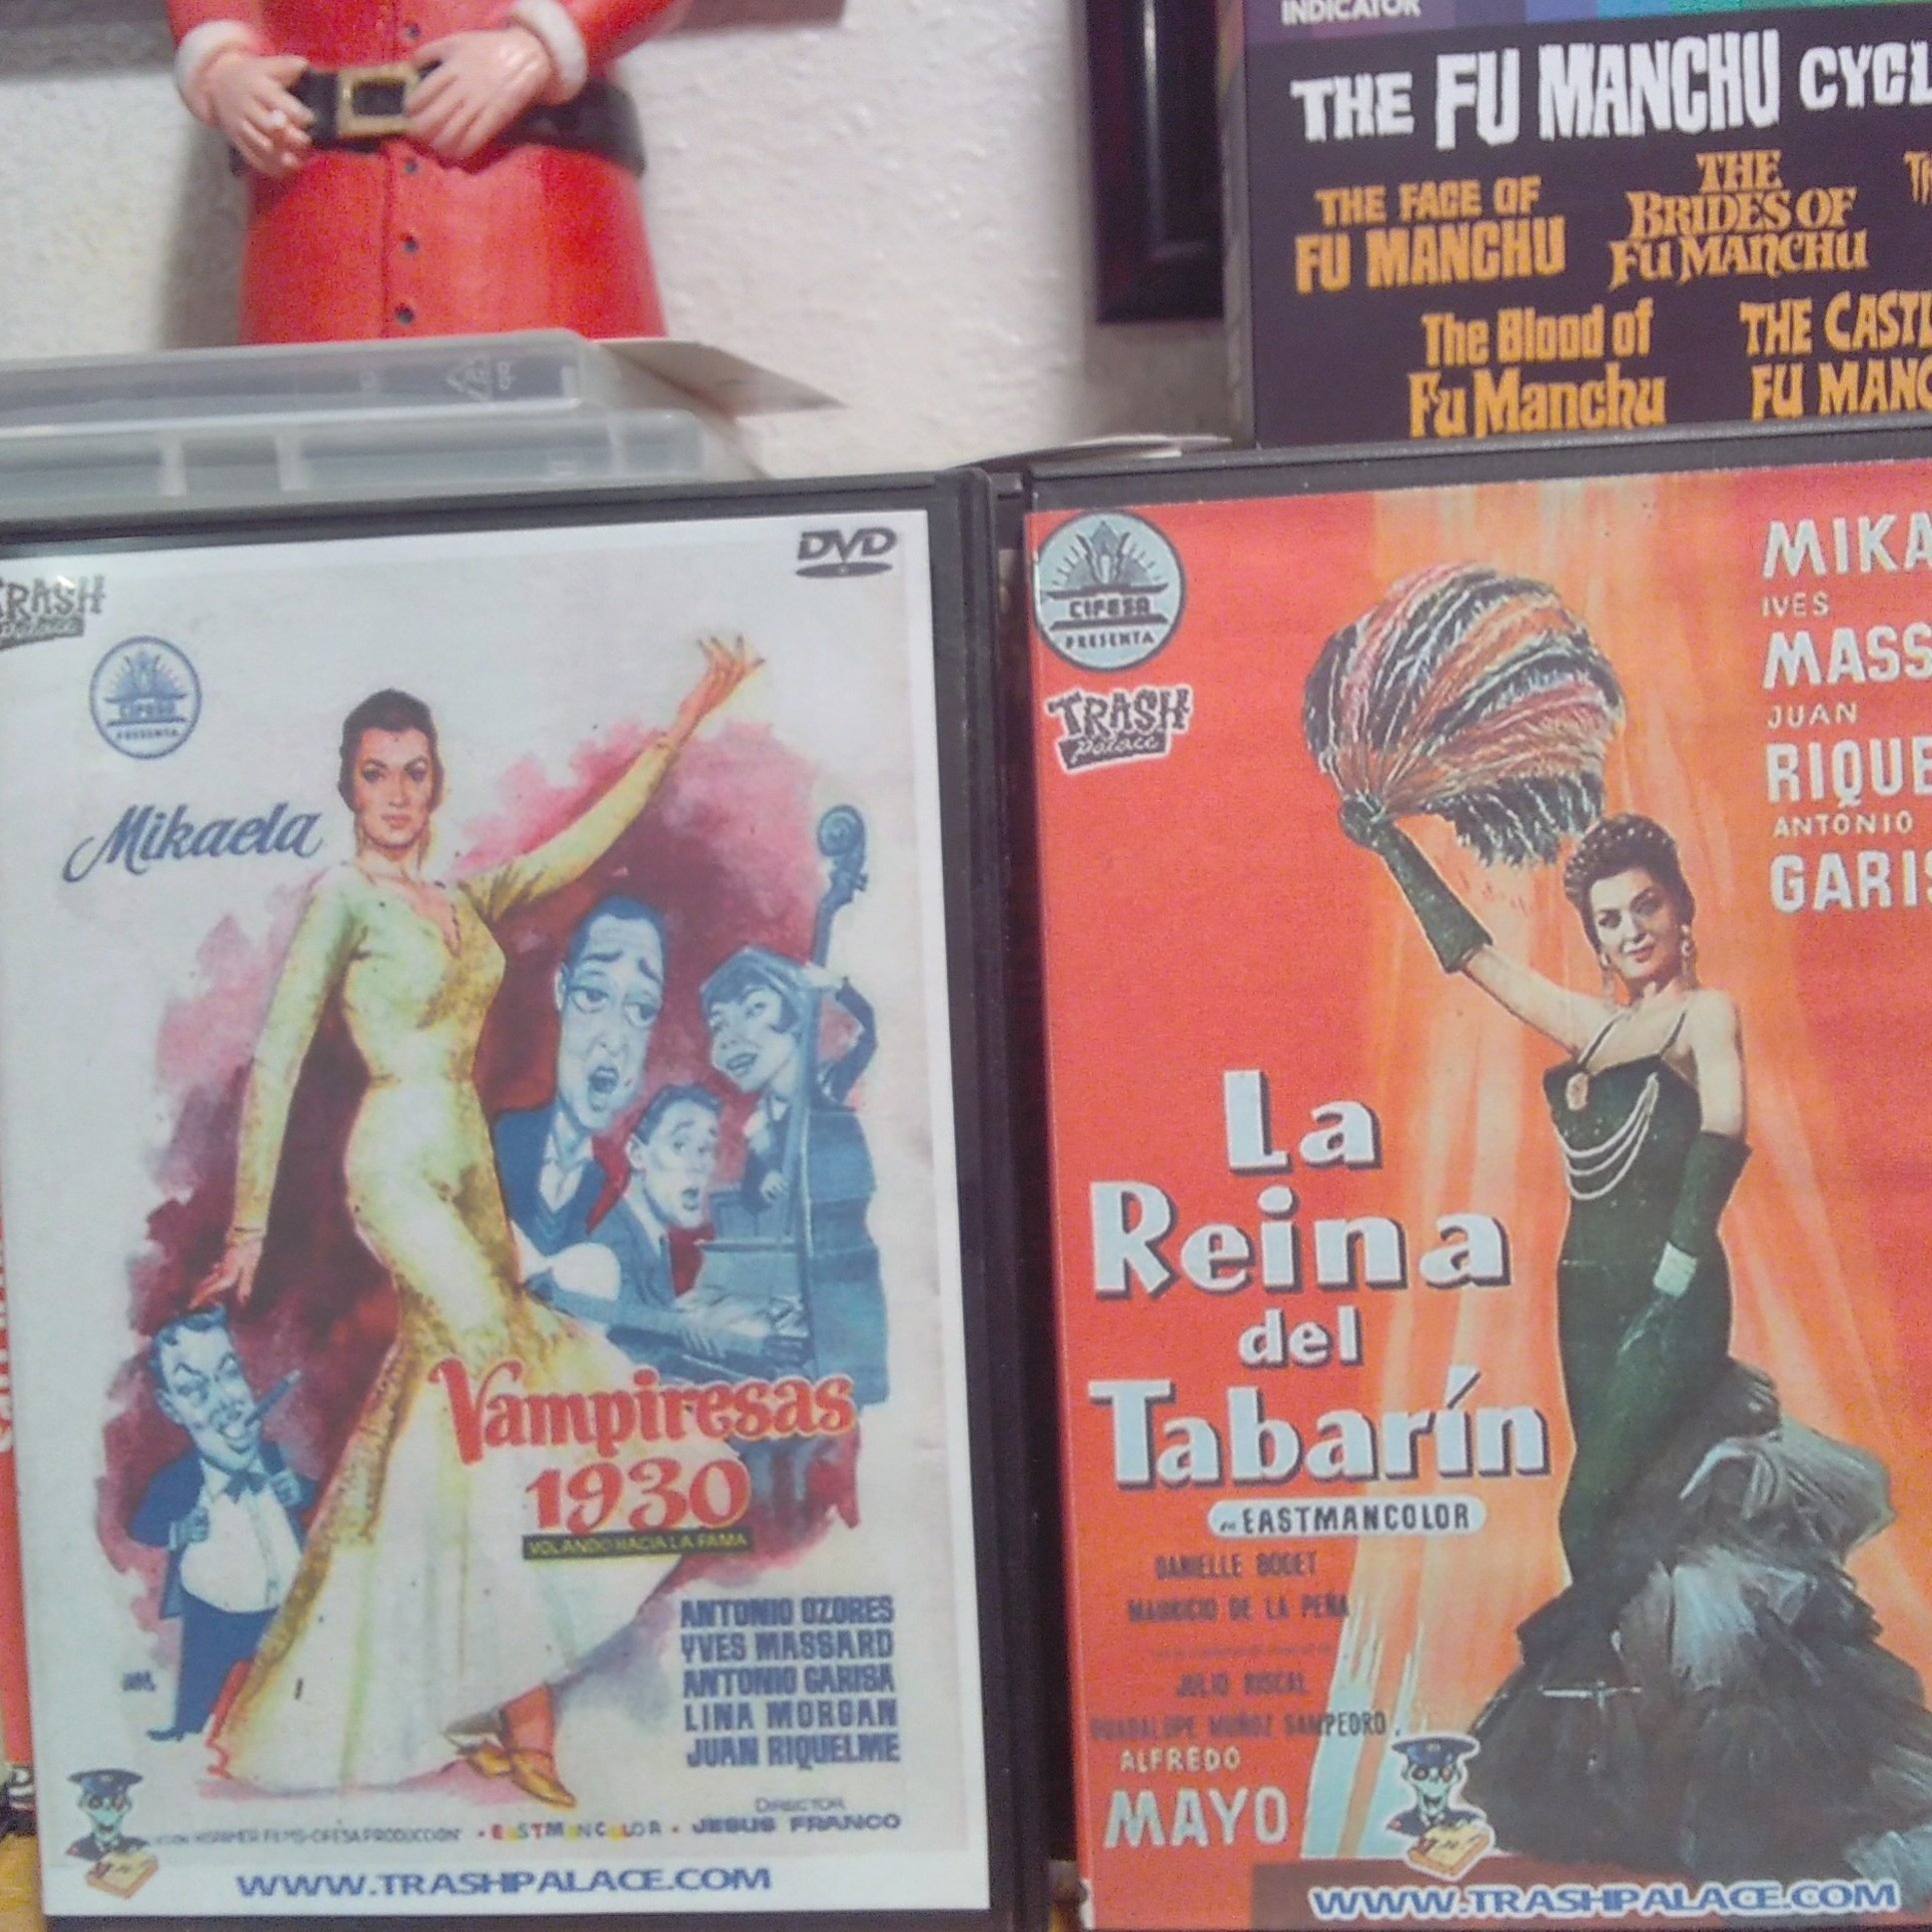 INDICATOR
THE FU MANCHU CYCL
THE FACE OF
FU MANCHU
THE
BRIDES OF
FU MANCHU
TH
The Blood of
Fu Manchu
THE CASTL
FU MANC
TRASH
palace
DVD
CIFESA
PRESENTA
Mikaela
Vampiresas
1930
VOLANDO HACIA LA FAMA
ANTONIO OZORES
YVES MASSARD
ANTONIO GARISA
LINA MORGAN
JUAN RIQUELME
DIRECTOR
EASTMANCOLOR · JESUS FRANCO
WWW.TRASHPALACE.COM
CIFESA
PRESENTA
TRASH
palace
MIKA
IVES
MASS
JUAN
RIQUE
ANTONIO
GARIS
La
Reina
del
Tabarín
en EASTMANCOLOR
DANIELLE GODET
MAURICIO DE LA PEÑA
JULIO RISCAL
GUADALUPE MUÑOZ SAMPEDRO
ALFREDO
MAYO
WWW.TRASHPALACE.COM